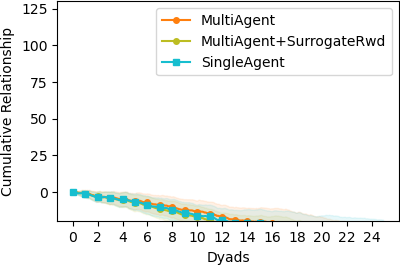 125
100
75
50
25
0
Cumulative Relationship
MultiAgent
MultiAgent+SurrogateRwd
SingleAgent
0 2 4 6 8 10 12 14 16 18 20 22 24
Dyads